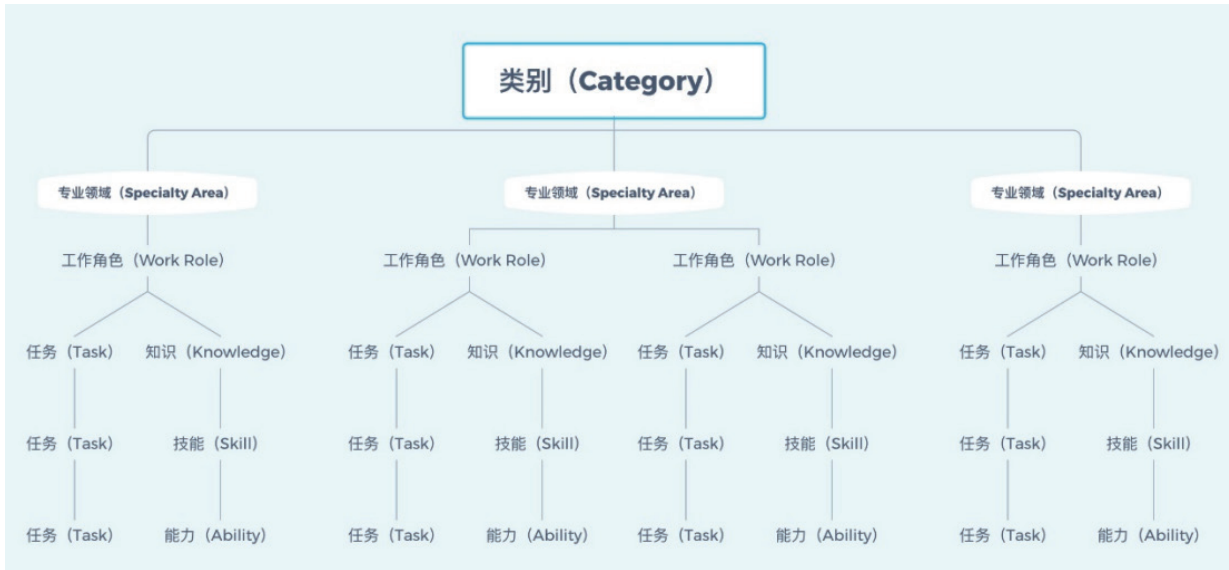 类别（Category）
专业领域（Specialty Area） 专业领域（Specialty Area） 专业领域（Specialty Area）
工作角色（Work Role） 工作角色（Work Role） 工作角色（Work Role） 工作角色（Work Role）
任务（Task） 知识（Knowledge） 任务（Task） 知识（Knowledge） 任务（Task） 知识（Knowledge） 任务（Task） 知识（Knowledge）
任务（Task） 技能（Skill） 任务（Task） 技能（Skill） 任务（Task） 技能（Skill） 任务（Task） 技能（Skill）
任务（Task） 能力（Ability） 任务（Task） 能力（Ability） 任务（Task） 能力（Ability） 任务（Task） 能力（Ability）